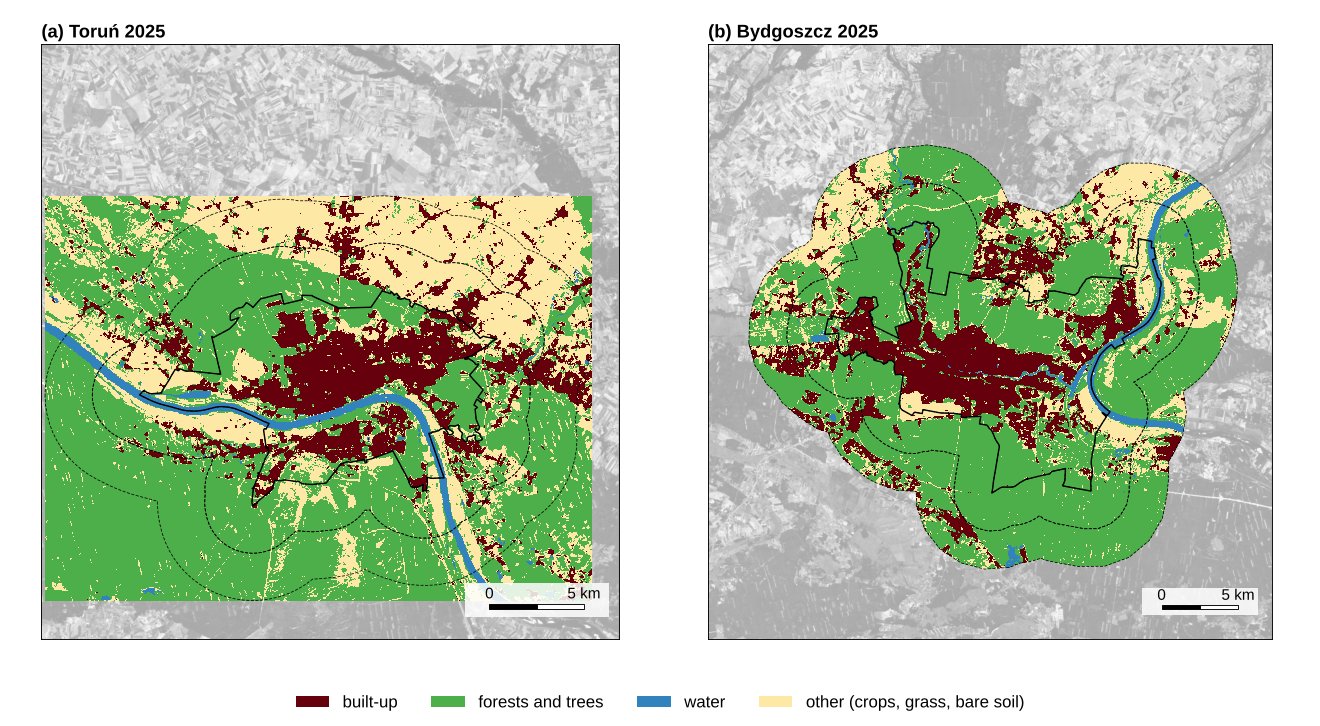 (a) Toruń 2025
(b) Bydgoszcz 2025
0 5 km
0 5 km
built-up
forests and trees
water
other (crops, grass, bare soil)